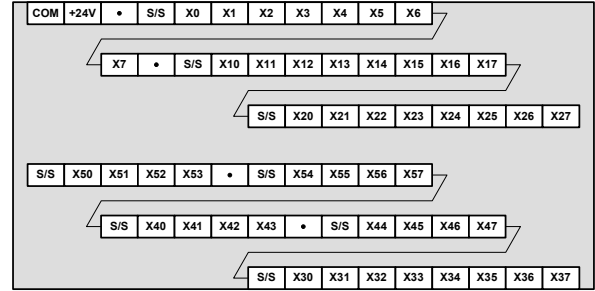 COM +24V • S/S X0 X1 X2 X3 X4 X5 X6
X7 • S/S X10 X11 X12 X13 X14 X15 X16 X17
S/S X20 X21 X22 X23 X24 X25 X26 X27
S/S X50 X51 X52 X53 • S/S X54 X55 X56 X57
S/S X40 X41 X42 X43 • S/S X44 X45 X46 X47
S/S X30 X31 X32 X33 X34 X35 X36 X37